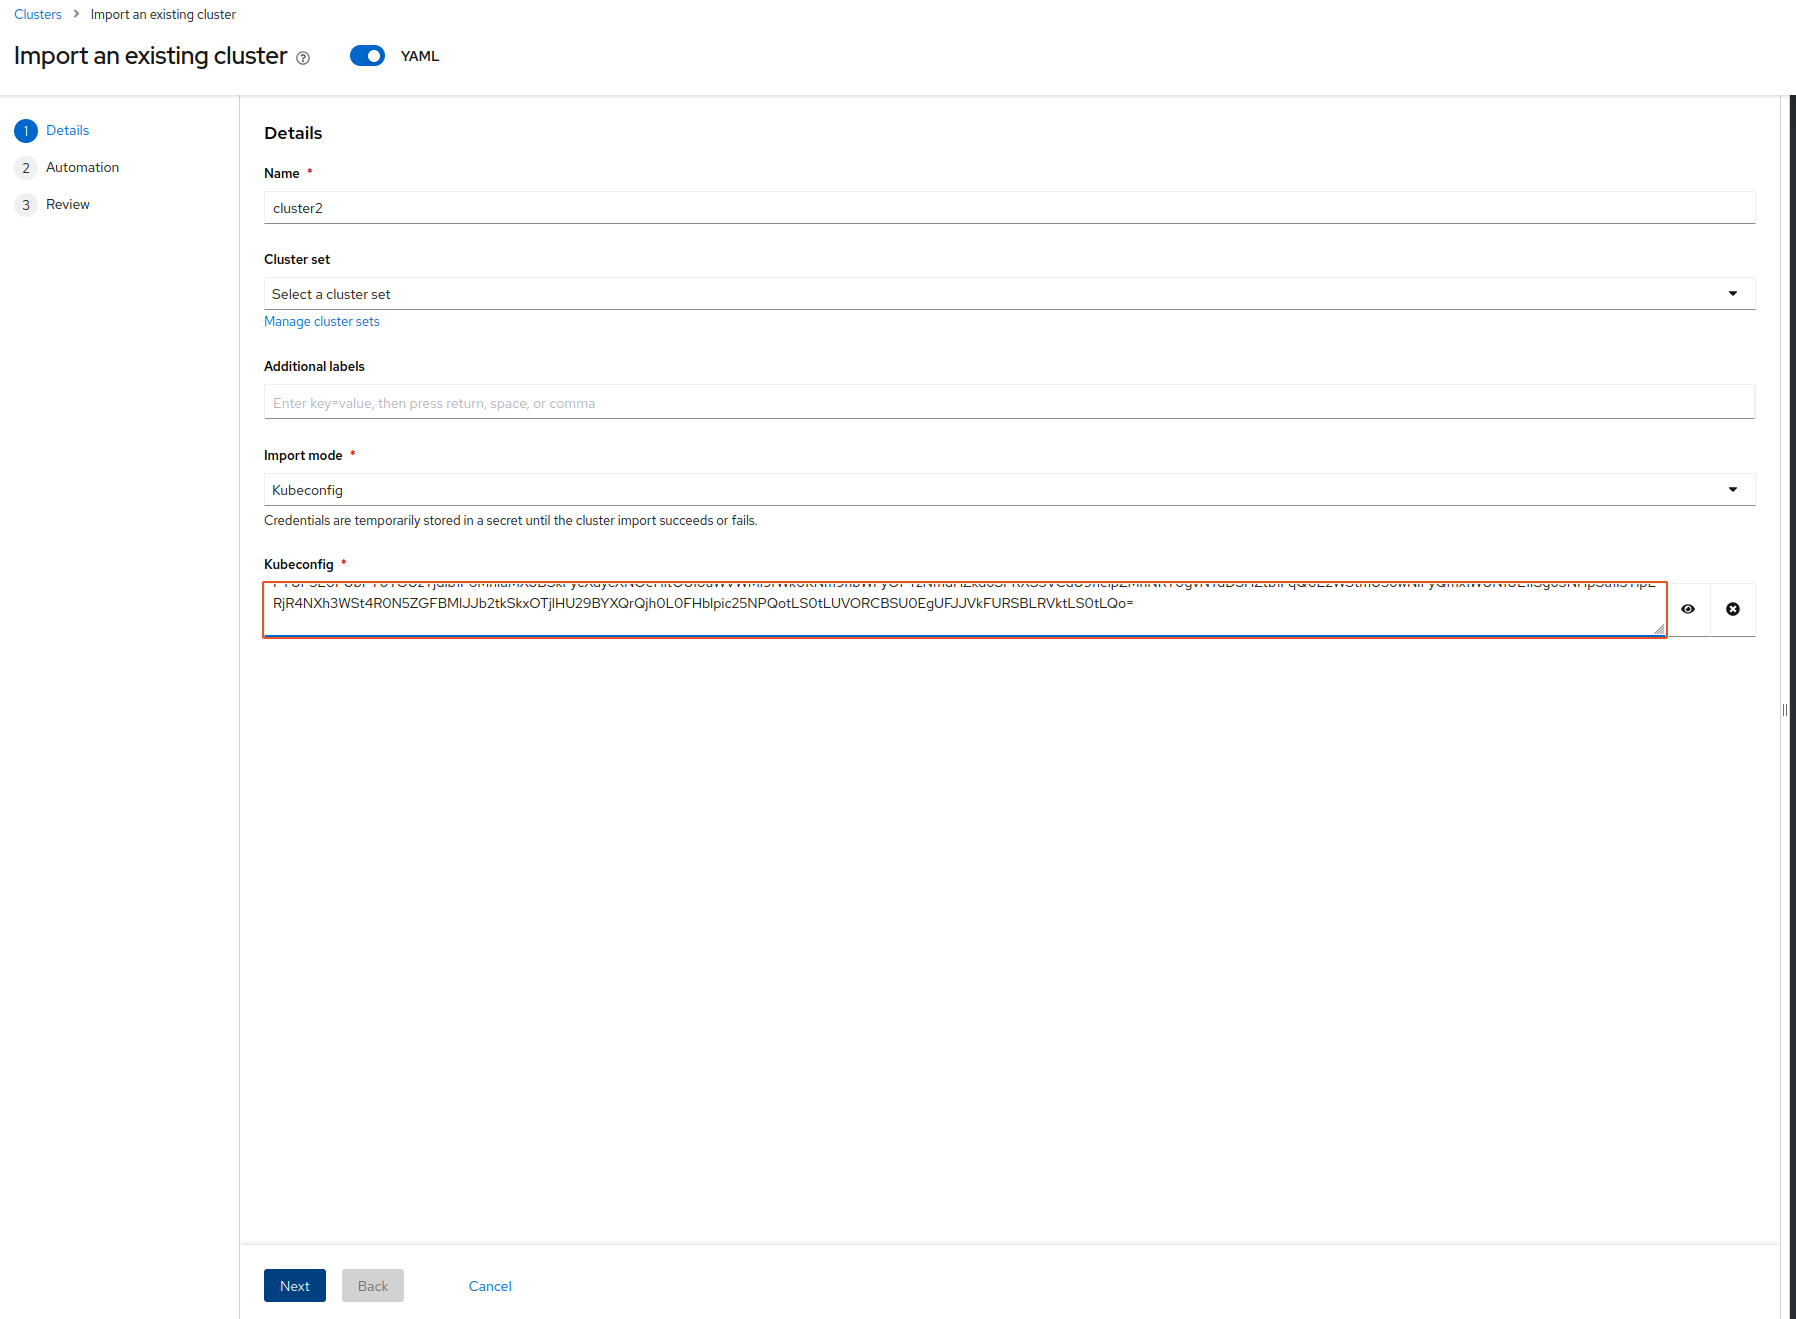 Clusters > Import an existing cluster
Import an existing cluster
YAML
1 Details
2 Automation
3 Review
Details
Name *
cluster2
Cluster set
Select a cluster set
Manage cluster sets
Additional labels
Enter key=value, then press return, space, or comma
Import mode *
Kubeconfig
Credentials are temporarily stored in a secret until the cluster import succeeds or fails.
Kubeconfig *
Next
Back
Cancel